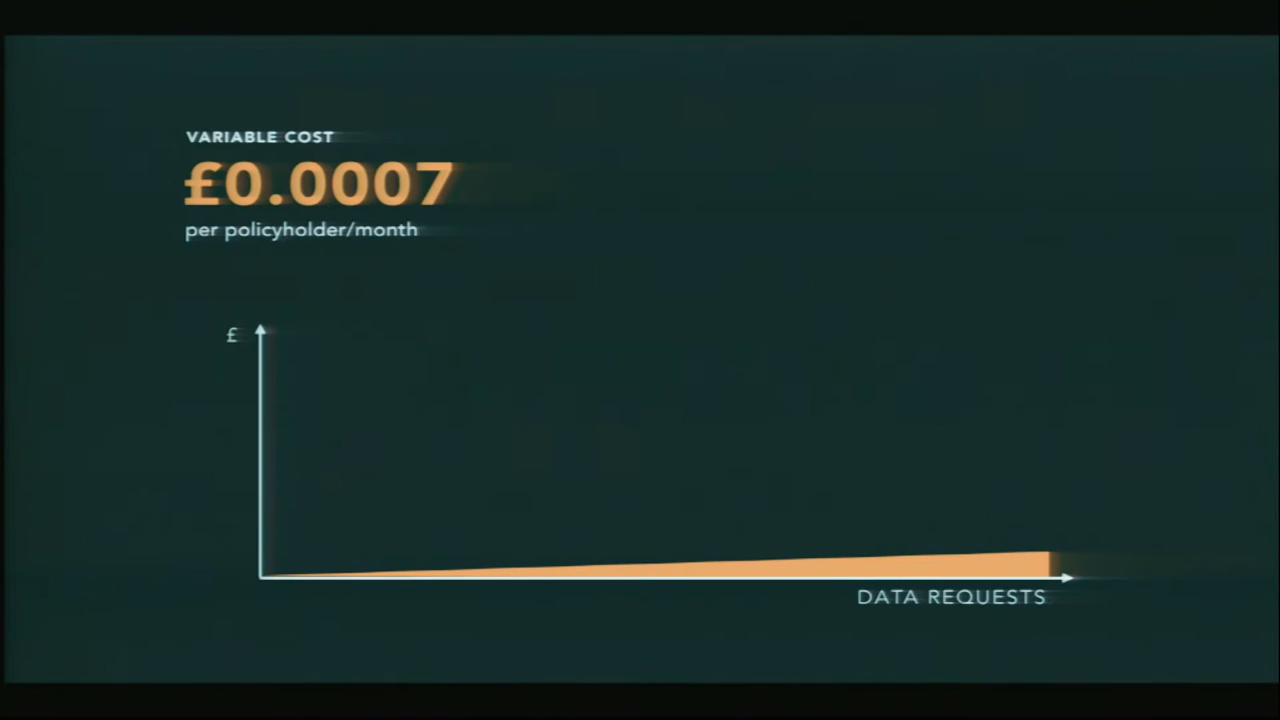 VARIABLE COST
£0.0007
per policyholder/month
£
DATA REQUESTS